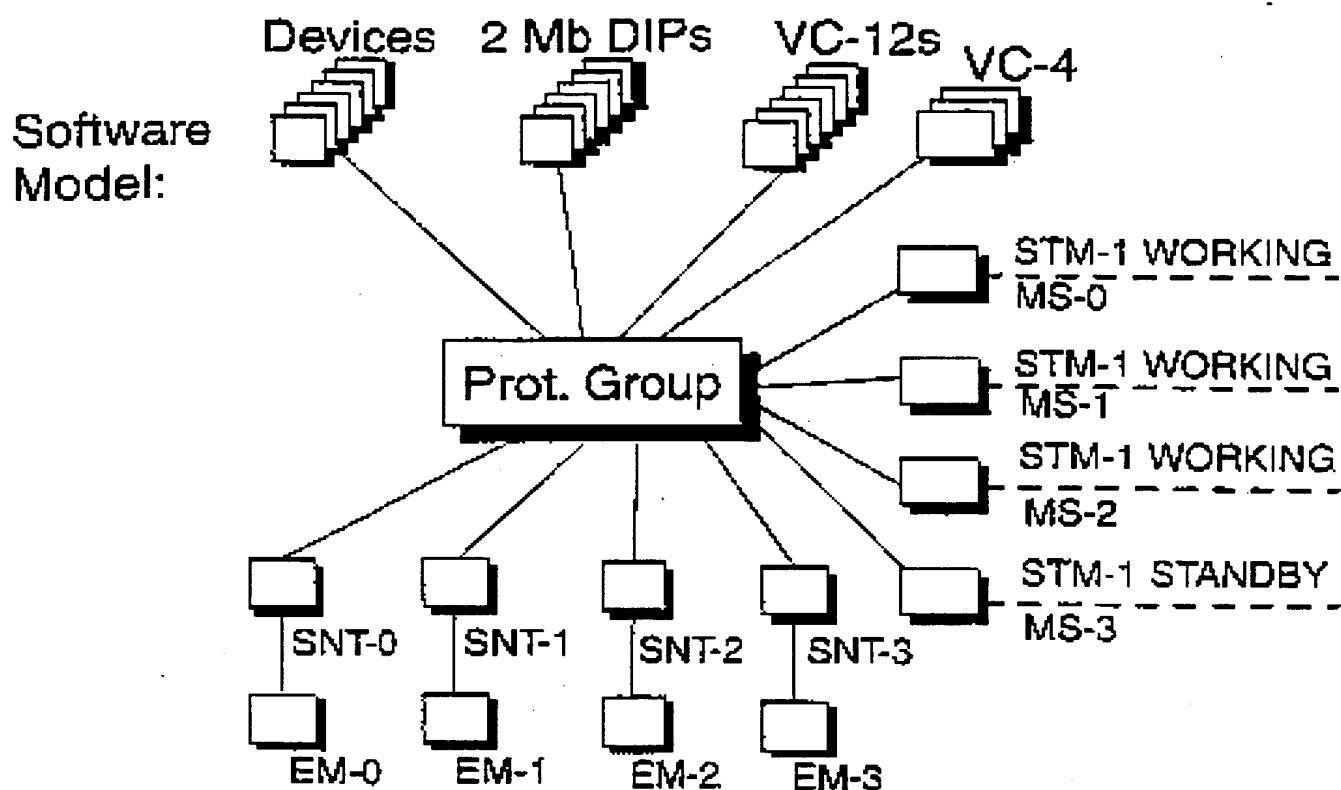 Devices
2 Mb DIPs
VC-12s
VC-4
Software
Model:
STM-1 WORKING
MS-0
Prot. Group
STM-1 WORKING
MS-1
STM-1 WORKING
MS-2
STM-1 STANDBY
MS-3
SNT-0
SNT-1
SNT-2
SNT-3
EM-0
EM-1
EM-2
EM-3